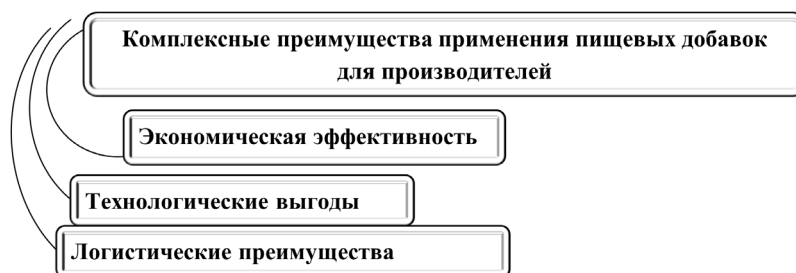 Комплексные преимущества применения пищевых добавок
для производителей
Экономическая эффективность
Технологические выгоды
Логистические преимущества